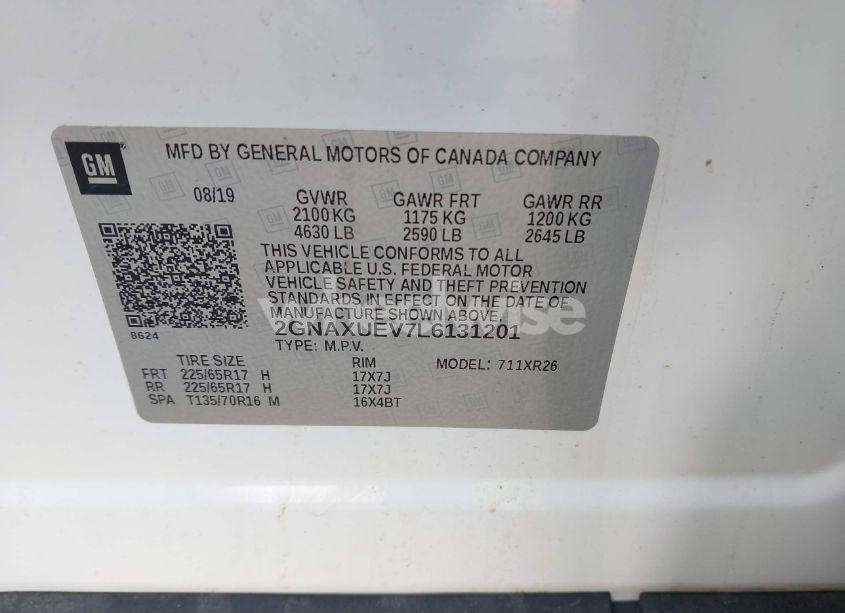 GM
MFD BY GENERAL MOTORS OF CANADA COMPANY
08/19 GVWR GAWR FRT GAWR RR
2100 KG 1175 KG 1200 KG
4630 LB 2590 LB 2645 LB
THIS VEHICLE CONFORMS TO ALL
APPLICABLE U.S. FEDERAL MOTOR
VEHICLE SAFETY AND THEFT PREVENTION
STANDARDS IN EFFECT ON THE DATE OF
MANUFACTURE SHOWN ABOVE.
8624
2GNAXUEV7L6131201
TYPE: M.P.V.
TIRE SIZE RIM MODEL: 711XR26
FRT 225/65R17 H 17X7J
RR 225/65R17 H 17X7J
SPA T135/70R16 M 16X4BT